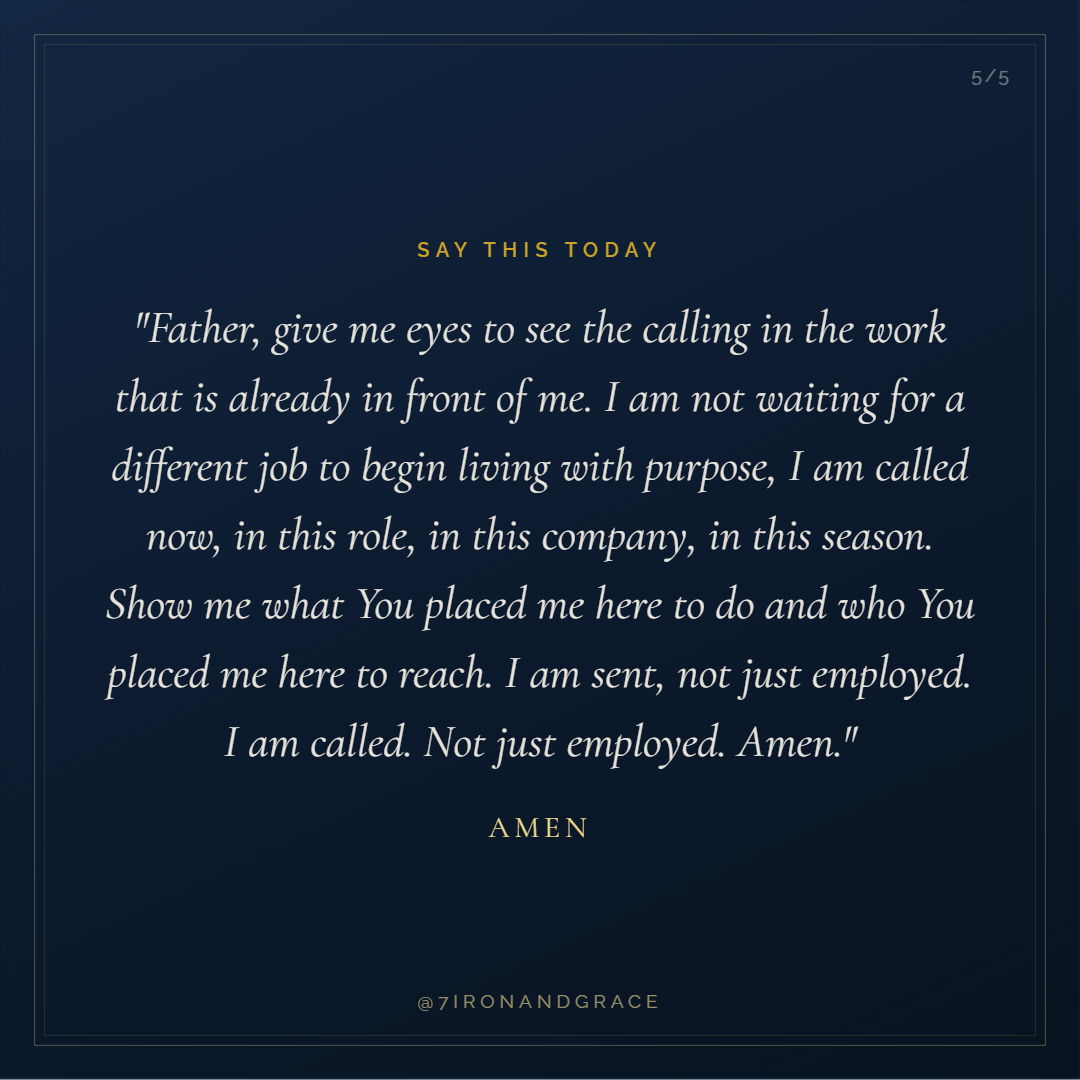 5/5
SAY THIS TODAY
"Father, give me eyes to see the calling in the work
that is already in front of me. I am not waiting for a
different job to begin living with purpose, I am called
now, in this role, in this company, in this season.
Show me what You placed me here to do and who You
placed me here to reach. I am sent, not just employed.
I am called. Not just employed. Amen."
AMEN
@7IRONANDGRACE